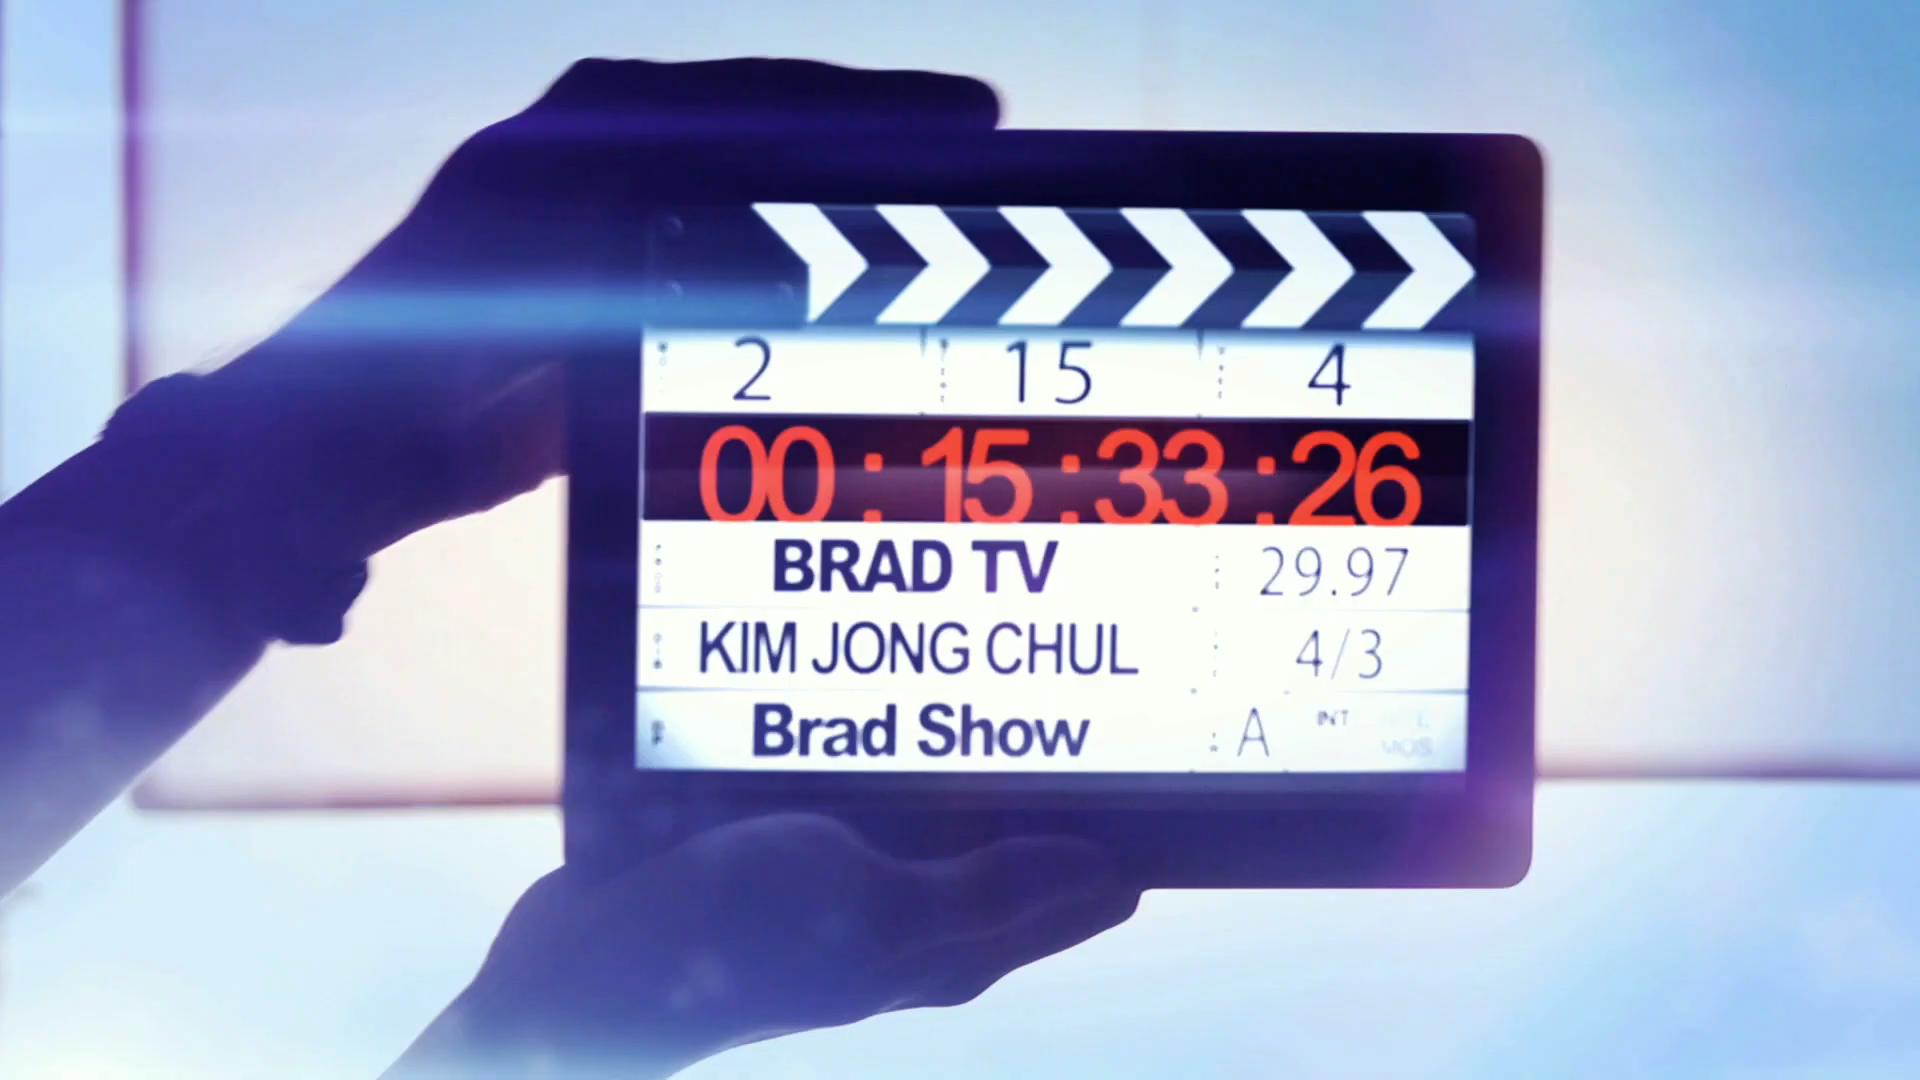 2 15 4
00:15:33:26
BRAD TV 29.97
KIM JONG CHUL 4/3
Brad Show A INT
MOS